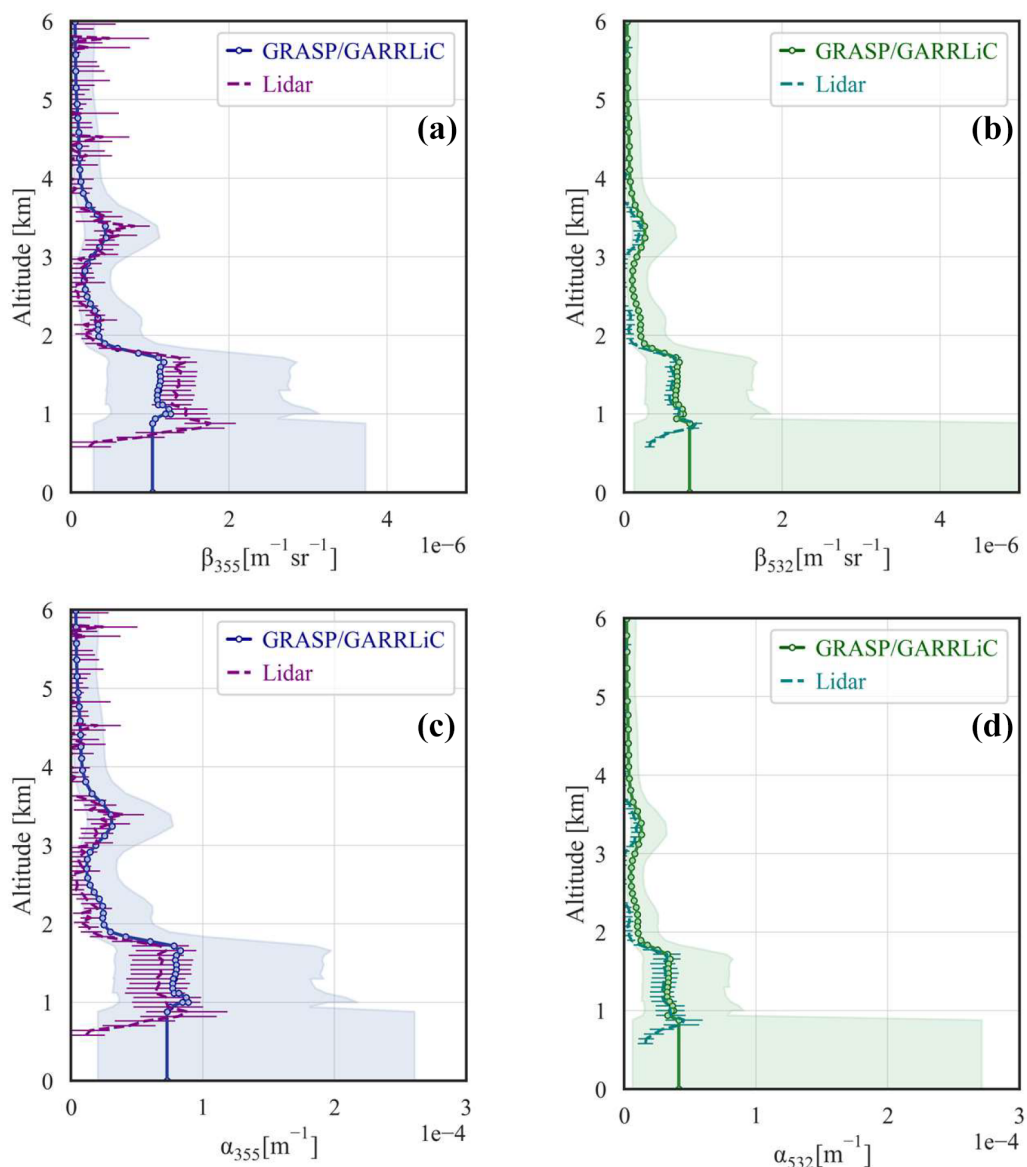 6
5
4
3
2
1
0
Altitude [km]
GRASP/GARRLiC
Lidar
(a)
0 2 4
1e−6
β₃₅₅[m⁻¹sr⁻¹]
6
5
4
3
2
1
0
Altitude [km]
GRASP/GARRLiC
Lidar
(b)
0 2 4
1e−6
β₅₃₂[m⁻¹sr⁻¹]
6
5
4
3
2
1
0
Altitude [km]
GRASP/GARRLiC
Lidar
(c)
0 1 2 3
1e−4
α₃₅₅[m⁻¹]
6
5
4
3
2
1
0
Altitude [km]
GRASP/GARRLiC
Lidar
(d)
0 1 2 3
1e−4
α₅₃₂[m⁻¹]